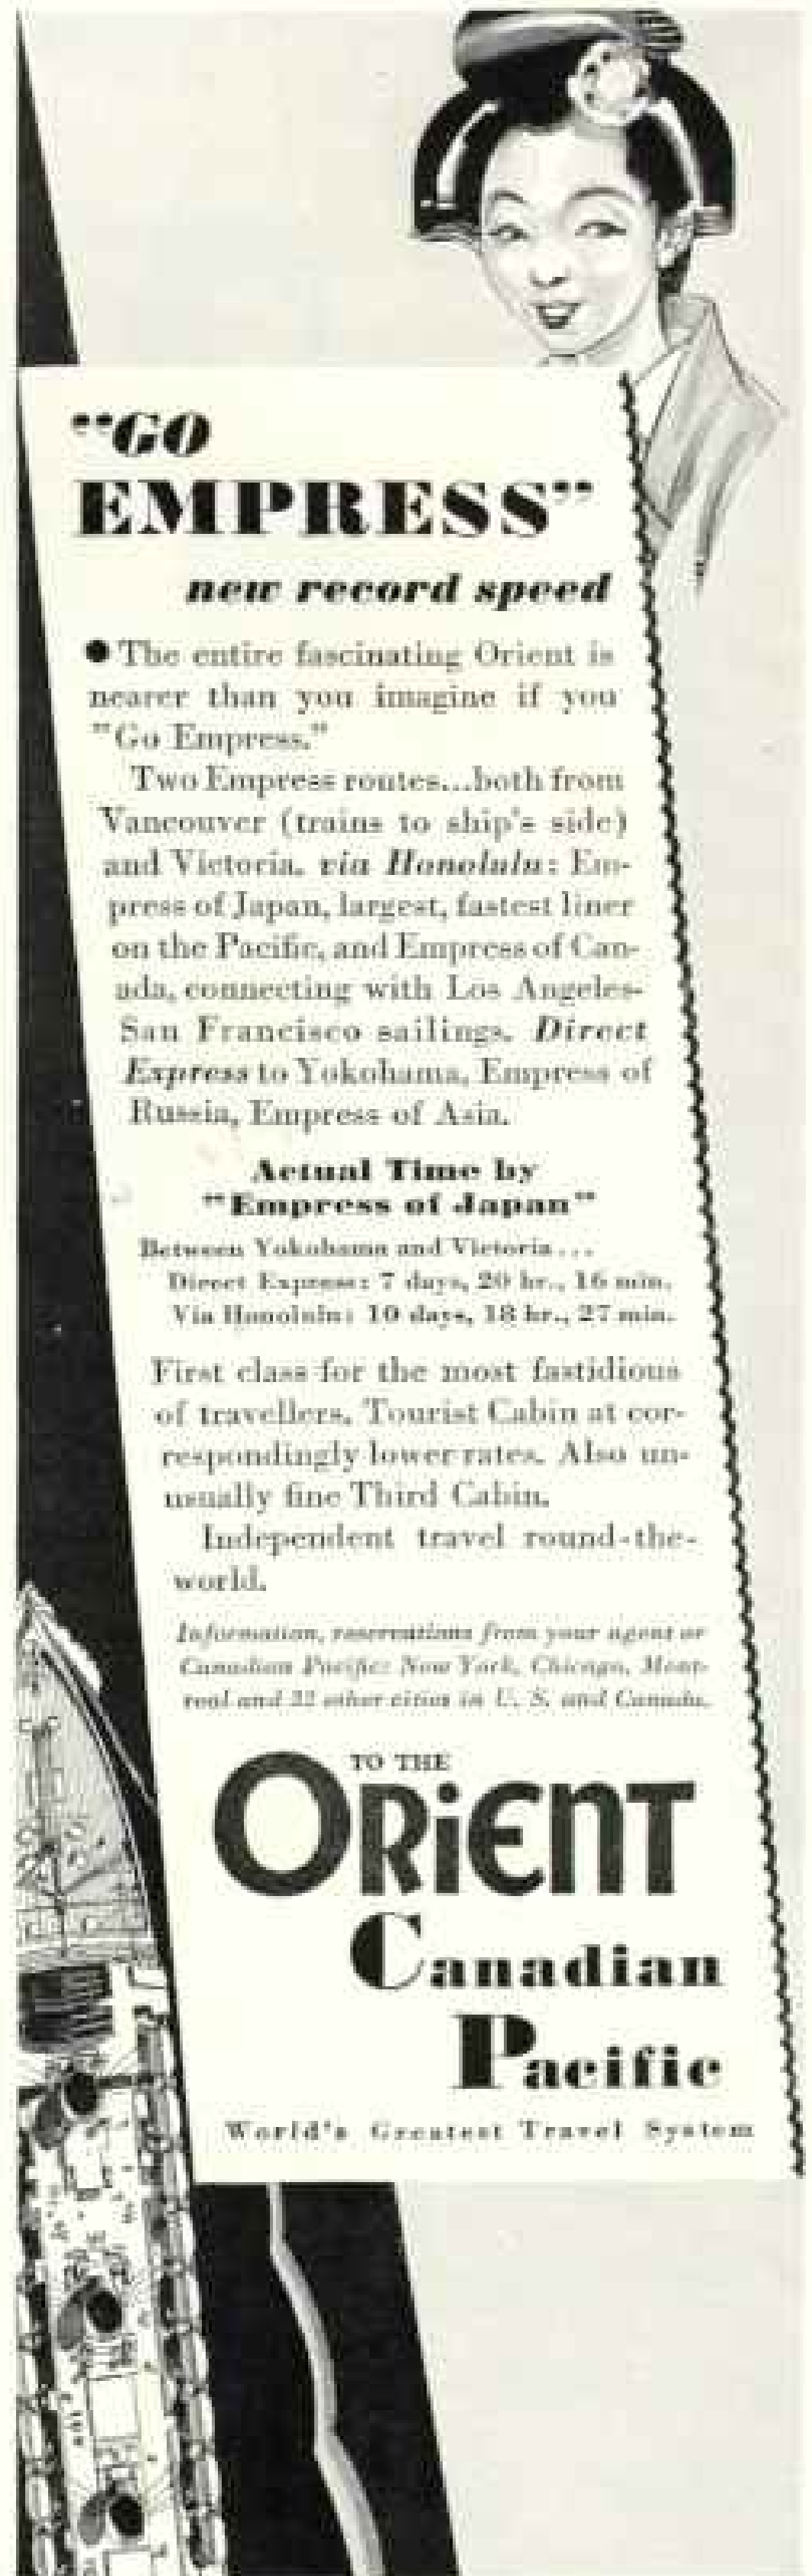 "GO
EMPRESS"
new record speed
● The entire fascinating Orient is
nearer than you imagine if you
"Go Empress."
Two Empress routes...both from
Vancouver (trains to ship's side)
and Victoria. via Honolulu: Em-
press of Japan, largest, fastest liner
on the Pacific, and Empress of Can-
ada, connecting with Los Angeles-
San Francisco sailings. Direct
Express to Yokohama, Empress of
Russia, Empress of Asia.
Actual Time by
"Empress of Japan"
Between Yokohama and Victoria...
Direct Express: 7 days, 20 hr., 16 min.
Via Honolulu: 10 days, 18 hr., 27 min.
First class for the most fastidious
of travellers. Tourist Cabin at cor-
respondingly lower rates. Also un-
usually fine Third Cabin.
Independent travel round-the-
world.
Information, reservations from your agent or
Canadian Pacific: New York, Chicago, Mont-
real and 32 other cities in U. S. and Canada.
TO THE
ORiENT
Canadian
Pacific
World's Greatest Travel System